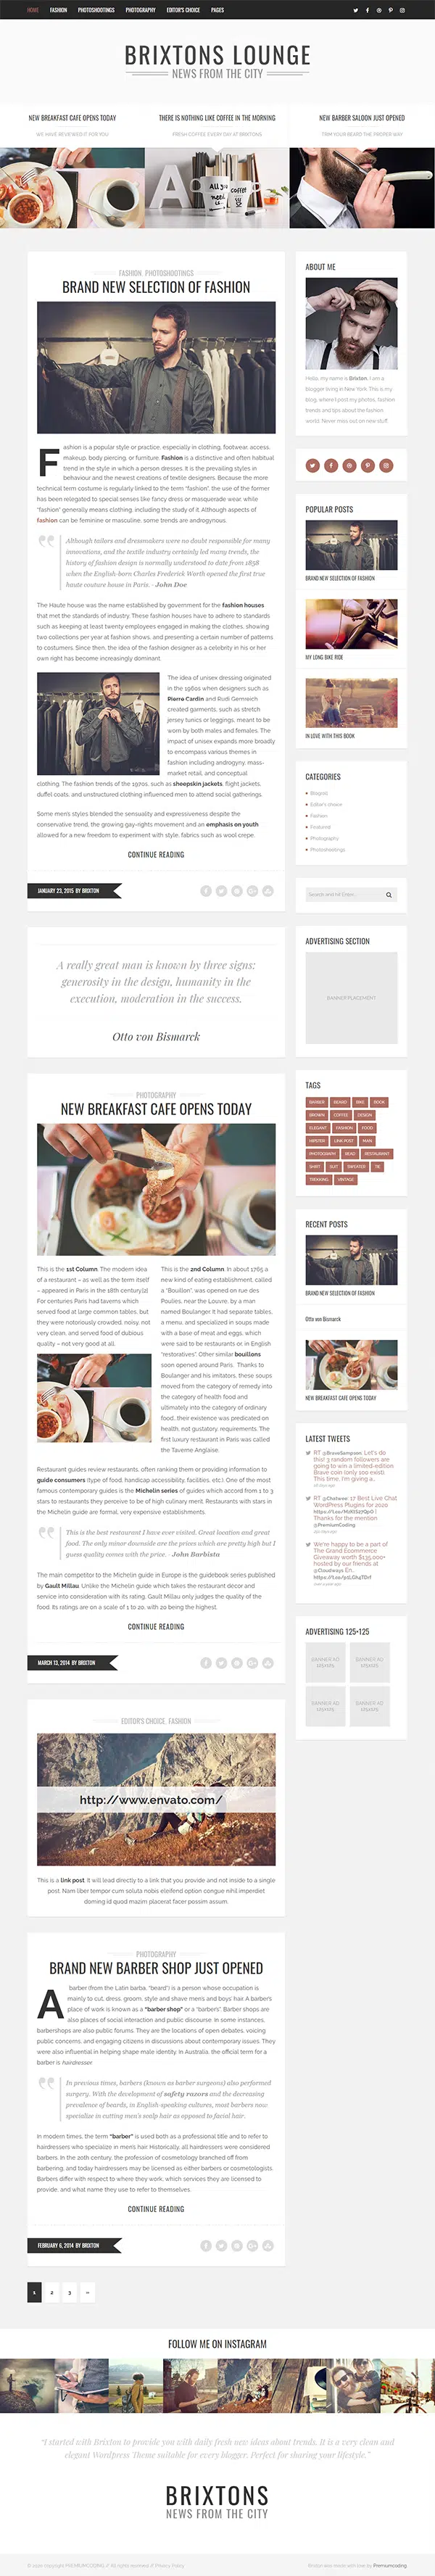 HOME FASHION PHOTOSHOOTINGS PHOTOGRAPHY EDITOR'S CHOICE PAGES
BRIXTONS LOUNGE
NEWS FROM THE CITY
NEW BREAKFAST CAFE OPENS TODAY
WE HAVE REVIEWED IT FOR YOU
THERE IS NOTHING LIKE COFFEE IN THE MORNING
FRESH COFFEE EVERY DAY AT BRIXTONS
NEW BARBER SALOON JUST OPENED
TRIM YOUR BEARD THE PROPER WAY
FASHION, PHOTOSHOOTINGS
BRAND NEW SELECTION OF FASHION
Fashion is a popular style or practice, especially in clothing, footwear, access,
makeup, body piercing, or furniture. Fashion is a distinctive and often habitual
trend in the style in which a person dresses. It is the prevailing styles in
behaviour and the newest creations of textile designers. Because the more
technical term costume is regularly linked to the term "fashion", the use of the former
has been relegated to special senses like fancy dress or masquerade wear, while
"fashion" generally means clothing, including the study of it. Although aspects of
fashion can be feminine or masculine, some trends are androgynous.
Although tailors and dressmakers were no doubt responsible for many
innovations, and the textile industry certainly led many trends, the
history of fashion design is normally understood to date from 1858
when the English-born Charles Frederick Worth opened the first true
haute couture house in Paris. - John Doe
The Haute house was the name established by government for the fashion houses
that met the standards of industry. These fashion houses have to adhere to standards
such as keeping at least twenty employees engaged in making the clothes, showing
two collections per year at fashion shows, and presenting a certain number of patterns
to costumers. Since then, the idea of the fashion designer as a celebrity in his or her
own right has become increasingly dominant.
The idea of unisex dressing originated
in the 1960s when designers such as
Pierre Cardin and Rudi Gernreich
created garments, such as stretch
jersey tunics or leggings, meant to be
worn by both males and females. The
impact of unisex expands more broadly
to encompass various themes in
fashion including androgyny, mass-
market retail, and conceptual
clothing. The fashion trends of the 1970s, such as sheepskin jackets, flight jackets,
duffel coats, and unstructured clothing influenced men to attend social gatherings.
Some men's styles blended the sensuality and expressiveness despite the
conservative trend, the growing gay-rights movement and an emphasis on youth
allowed for a new freedom to experiment with style, fabrics such as wool crepe.
CONTINUE READING
JANUARY 23, 2015 BY BRIXTON
A really great man is known by three signs;
generosity in the design, humanity in the
execution, moderation in the success.
Otto von Bismarck
PHOTOGRAPHY
NEW BREAKFAST CAFE OPENS TODAY
This is the 1st Column. The modern idea
of a restaurant – as well as the term itself
– appeared in Paris in the 18th century.[2]
For centuries Paris had taverns which
served food at large common tables, but
they were notoriously crowded, noisy, not
very clean, and served food of dubious
quality – not very good at all.
This is the 2nd Column. In about 1765 a
new kind of eating establishment, called
a "Bouillon", was opened on rue des
Poulies, near the Louvre, by a man
named Boulanger. It had separate tables,
a menu, and specialized in soups made
with a base of meat and eggs, which
were said to be restaurants or, in English
"restoratives". Other similar bouillons
soon opened around Paris. Thanks to
Boulanger and his imitators, these soups
moved from the category of remedy into
the category of health food and
ultimately into the category of ordinary
food, their existence was predicated on
health, not gustatory, requirements. The
first luxury restaurant in Paris was called
the Taverne Anglaise.
Restaurant guides review restaurants, often ranking them or providing information to
guide consumers (type of food, handicap accessibility, facilities, etc.). One of the most
famous contemporary guides is the Michelin series of guides which accord from 1 to 3
stars to restaurants they perceive to be of high culinary merit. Restaurants with stars in
the Michelin guide are formal, very expensive establishments.
This is the best restaurant I have ever visited. Great location and great
food. The only minor downside are the prices which are pretty high but I
guess quality comes with the price. - John Barbista
The main competitor to the Michelin guide in Europe is the guidebook series published
by Gault Millau. Unlike the Michelin guide which takes the restaurant décor and
service into consideration with its rating, Gault Millau only judges the quality of the
food. Its ratings are on a scale of 1 to 20, with 20 being the highest.
CONTINUE READING
MARCH 13, 2014 BY BRIXTON
EDITOR'S CHOICE, FASHION
http://www.envato.com/
This is a link post. It will lead directly to a link that you provide and not inside to a single
post. Nam liber tempor cum soluta nobis eleifend option congue nihil imperdiet
doming id quod mazim placerat facer possim assum.
PHOTOGRAPHY
BRAND NEW BARBER SHOP JUST OPENED
A barber (from the Latin barba, "beard") is a person whose occupation is
mainly to cut, dress, groom, style and shave men's and boys' hair. A barber's
place of work is known as a "barber shop" or a "barber's". Barber shops are
also places of social interaction and public discourse. In some instances,
barbershops are also public forums. They are the locations of open debates, voicing
public concerns, and engaging citizens in discussions about contemporary issues. They
were also influential in helping shape male identity. In Australia, the official term for a
barber is hairdresser.
In previous times, barbers (known as barber surgeons) also performed
surgery. With the development of safety razors and the decreasing
prevalence of beards, in English-speaking cultures, most barbers now
specialize in cutting men's scalp hair as opposed to facial hair.
In modern times, the term "barber" is used both as a professional title and to refer to
hairdressers who specialize in men's hair. Historically, all hairdressers were considered
barbers. In the 20th century, the profession of cosmetology branched off from
barbering, and today hairdressers may be licensed as either barbers or cosmetologists.
Barbers differ with respect to where they work, which services they are licensed to
provide, and what name they use to refer to themselves.
CONTINUE READING
FEBRUARY 6, 2014 BY BRIXTON
1 2 3 »
ABOUT ME
Hello, my name is Brixton. I am a
blogger living in New York. This is my
blog, where I post my photos, fashion
trends and tips about the fashion
world. Never miss out on new stuff.
POPULAR POSTS
BRAND NEW SELECTION OF FASHION
MY LONG BIKE RIDE
IN LOVE WITH THIS BOOK
CATEGORIES
Blogroll
Editor's choice
Fashion
Featured
Photography
Photoshootings
Search and hit Enter...
ADVERTISING SECTION
BANNER PLACEMENT
TAGS
BARBER BEARD BIKE BOOK
BROWN COFFEE DESIGN
ELEGANT FASHION FOOD
HIPSTER LINK POST MAN
PHOTOGRAPH READ RESTAURANT
SHIRT SUIT SWEATER TIE
TREKKING VINTAGE
RECENT POSTS
BRAND NEW SELECTION OF FASHION
Otto von Bismarck
NEW BREAKFAST CAFE OPENS TODAY
LATEST TWEETS
RT @BraveSampson: Let's do
this! 3 random followers are
going to win a limited-edition
Brave coin (only 100 exist).
This time, I'm giving a…
RT @Chatwee: 17 Best Live Chat
WordPress Plugins for 2020
Thanks for the mention
@PremiumCoding
We're happy to be a part of
The Grand Ecommerce
Giveaway worth $135,000+
hosted by our friends at
@Cloudways. En…
over a year ago
ADVERTISING 125×125
BANNER AD
BANNER AD
BANNER AD
BANNER AD
FOLLOW ME ON INSTAGRAM
"I started with Brixton to provide you with daily fresh new ideas about trends. It is a very clean and
elegant Wordpress Theme suitable for every blogger. Perfect for sharing your lifestyle."
BRIXTONS
NEWS FROM THE CITY